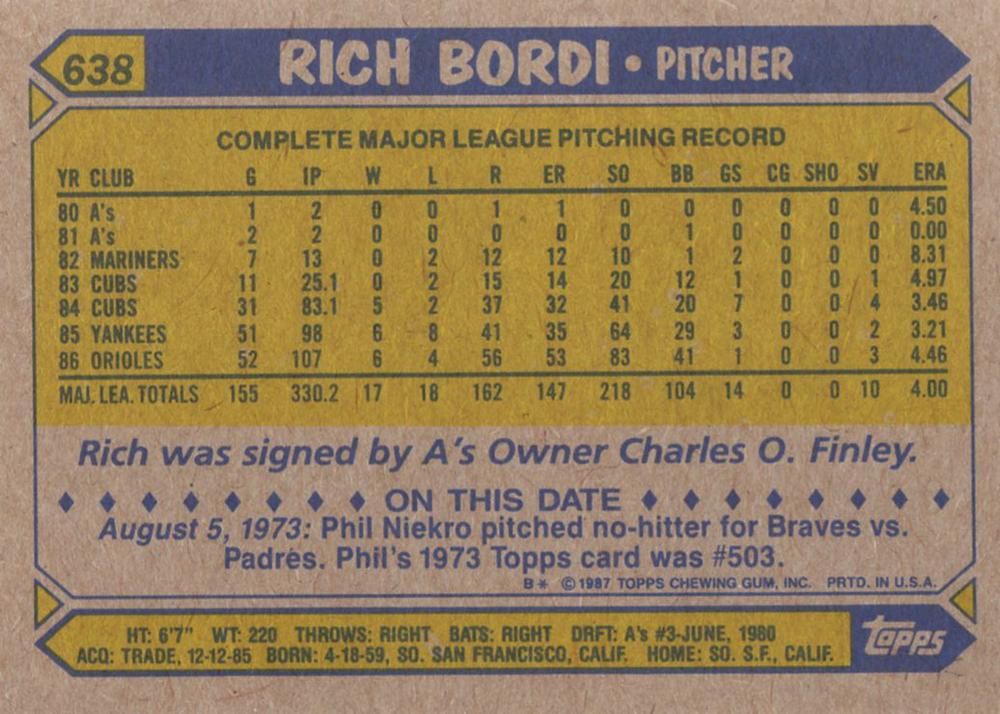 638 RICH BORDI • PITCHER
COMPLETE MAJOR LEAGUE PITCHING RECORD
YR CLUB G IP W L R ER SO BB GS CG SHO SV ERA
80 A's 1 2 0 0 1 1 0 0 0 0 0 0 4.50
81 A's 2 2 0 0 0 0 0 1 0 0 0 0 0.00
82 MARINERS 7 13 0 2 12 12 10 1 2 0 0 0 8.31
83 CUBS 11 25.1 0 2 15 14 20 12 1 0 0 1 4.97
84 CUBS 31 83.1 5 2 37 32 41 20 7 0 0 4 3.46
85 YANKEES 51 98 6 8 41 35 64 29 3 0 0 2 3.21
86 ORIOLES 52 107 6 4 56 53 83 41 1 0 0 3 4.46
MAJ. LEA. TOTALS 155 330.2 17 18 162 147 218 104 14 0 0 10 4.00
Rich was signed by A's Owner Charles O. Finley.
♦ ♦ ♦ ♦ ♦ ♦ ♦ ♦ ON THIS DATE ♦ ♦ ♦ ♦ ♦ ♦ ♦ ♦
August 5, 1973: Phil Niekro pitched no-hitter for Braves vs.
Padres. Phil's 1973 Topps card was #503.
B* ©1987 TOPPS CHEWING GUM, INC. PRTD. IN U.S.A.
HT: 6'7" WT: 220 THROWS: RIGHT BATS: RIGHT DRFT: A's #3-JUNE, 1980
ACQ: TRADE, 12-12-85 BORN: 4-18-59, SO. SAN FRANCISCO, CALIF. HOME: SO. S.F., CALIF.
topps